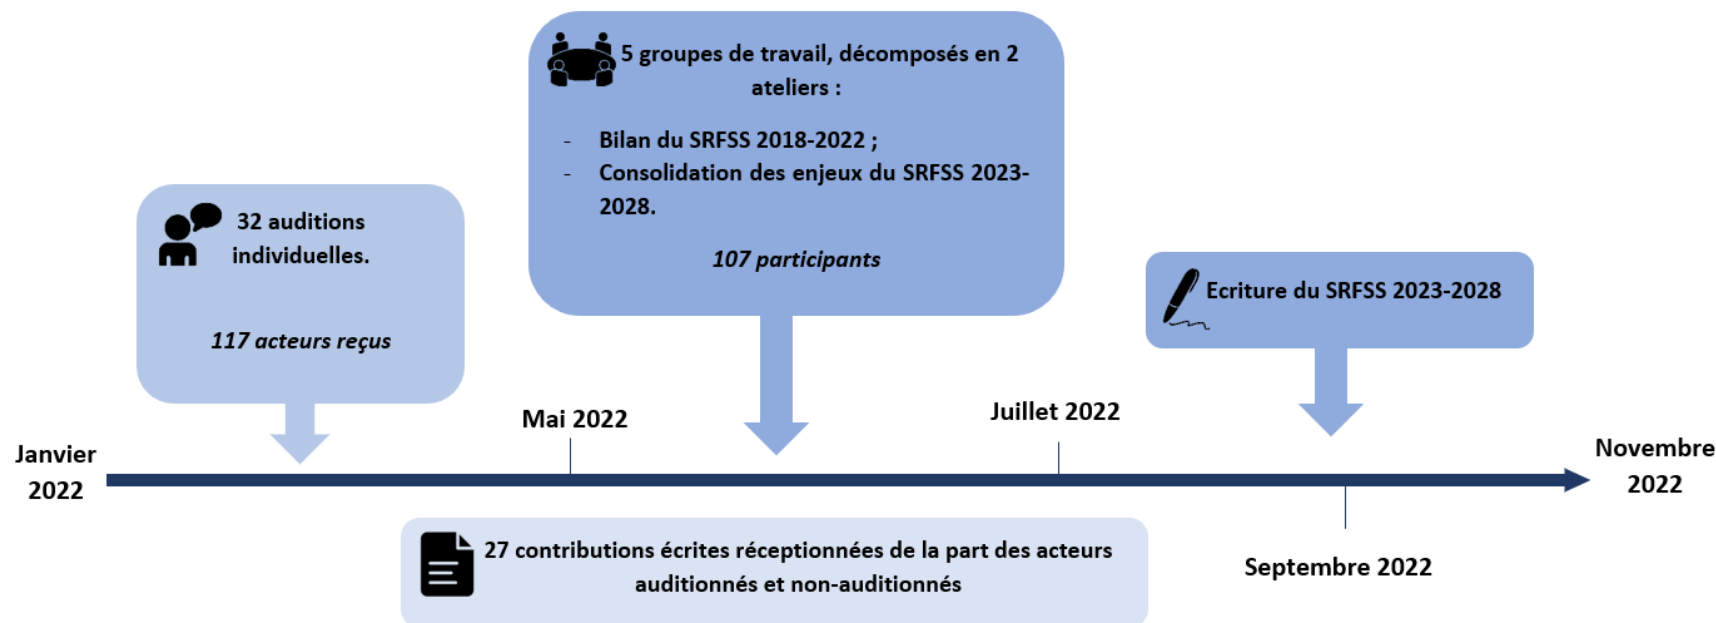 5 groupes de travail, décomposés en 2
ateliers :
- Bilan du SRFSS 2018-2022 ;
- Consolidation des enjeux du SRFSS 2023-
2028.
107 participants
32 auditions
individuelles.
117 acteurs reçus
Ecriture du SRFSS 2023-2028
Janvier
2022
Mai 2022
Juillet 2022
Novembre
2022
27 contributions écrites réceptionnées de la part des acteurs
auditionnés et non-auditionnés
Septembre 2022